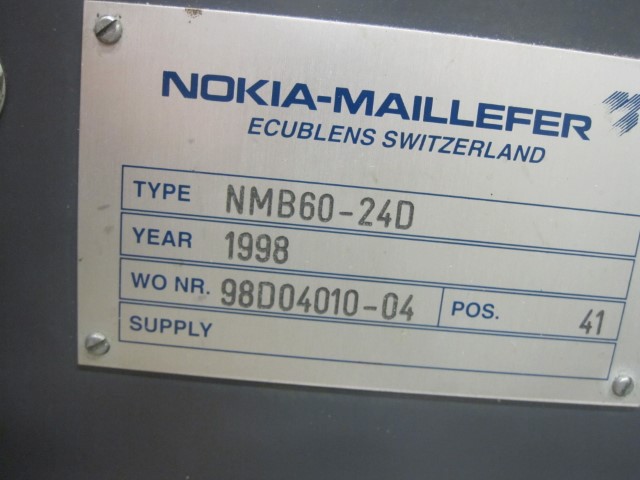 NOKIA-MAILLEFER
ECUBLENS SWITZERLAND
TYPE NMB60-24D
YEAR 1998
WO NR. 98D04010-04 POS. 41
SUPPLY